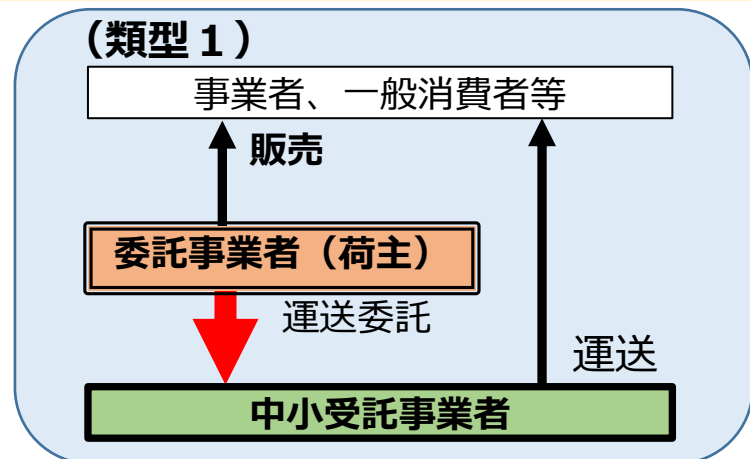 （類型１）
事業者、一般消費者等
販売
委託事業者（荷主）
運送委託
運送
中小受託事業者